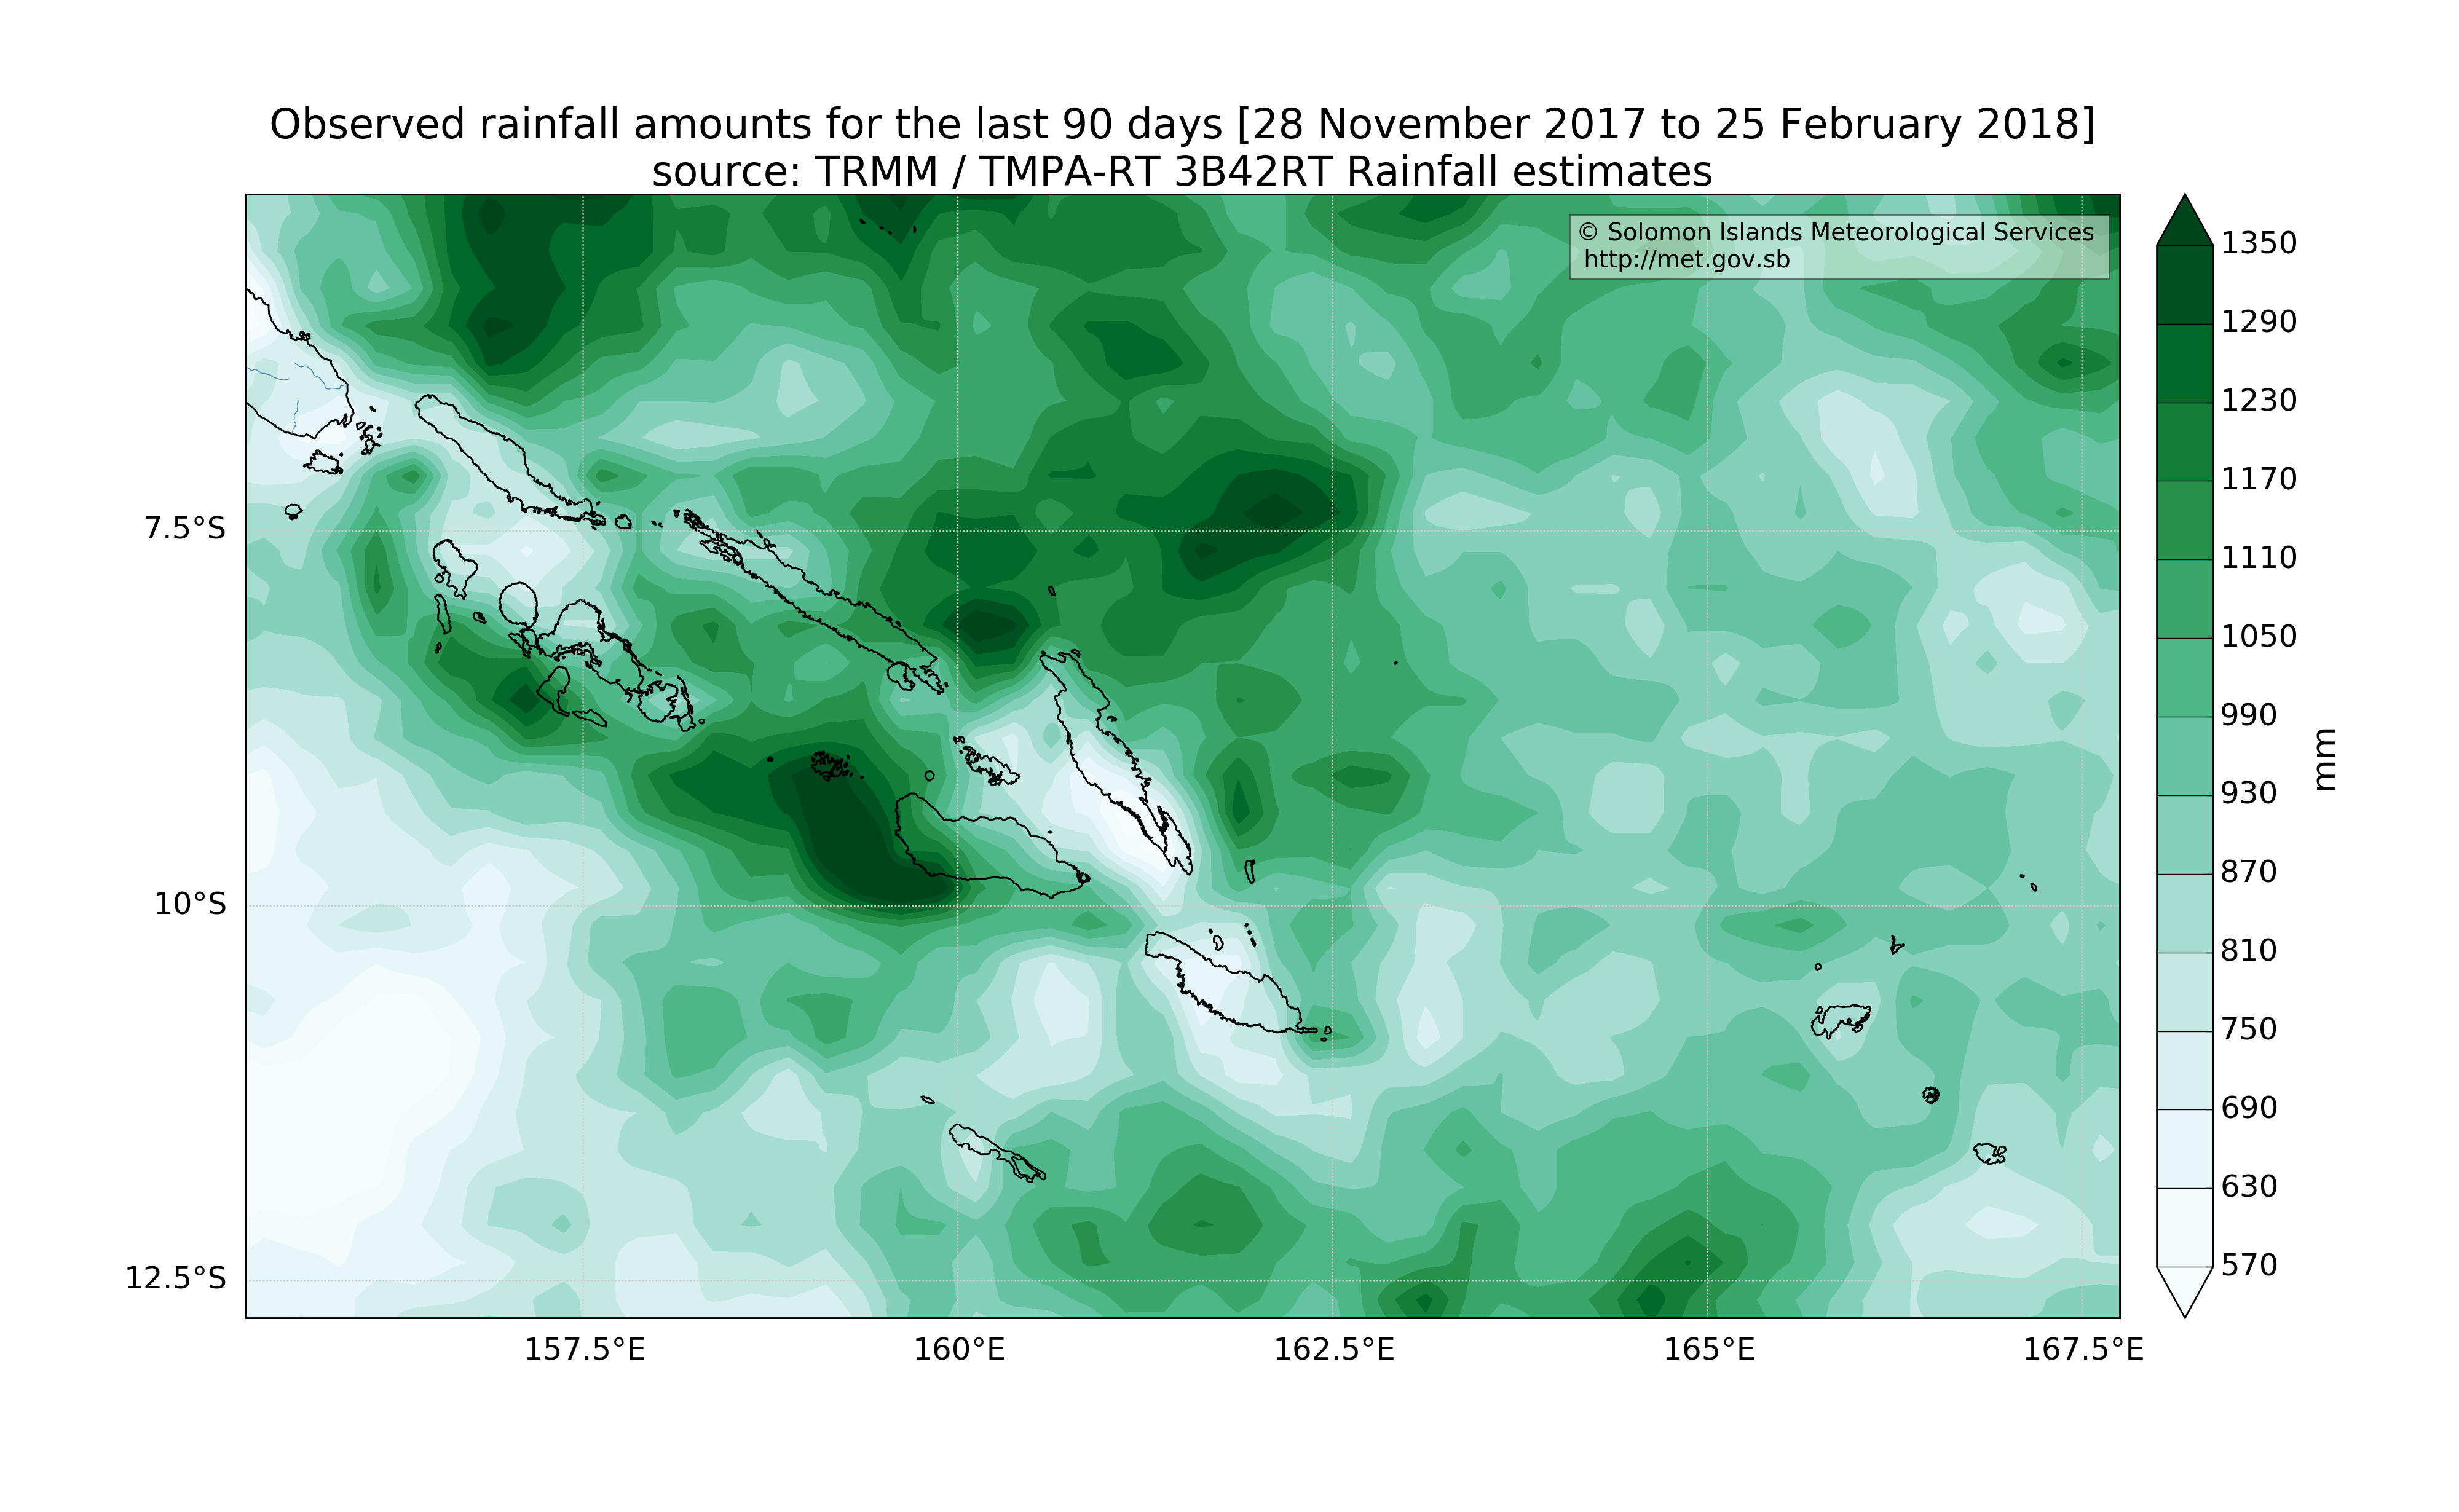 Observed rainfall amounts for the last 90 days [28 November 2017 to 25 February 2018]
source: TRMM / TMPA-RT 3B42RT Rainfall estimates
© Solomon Islands Meteorological Services
http://met.gov.sb
7.5°S
10°S
12.5°S
157.5°E
160°E
162.5°E
165°E
167.5°E
1350
1290
1230
1170
1110
1050
990
930
870
810
750
690
630
570
mm